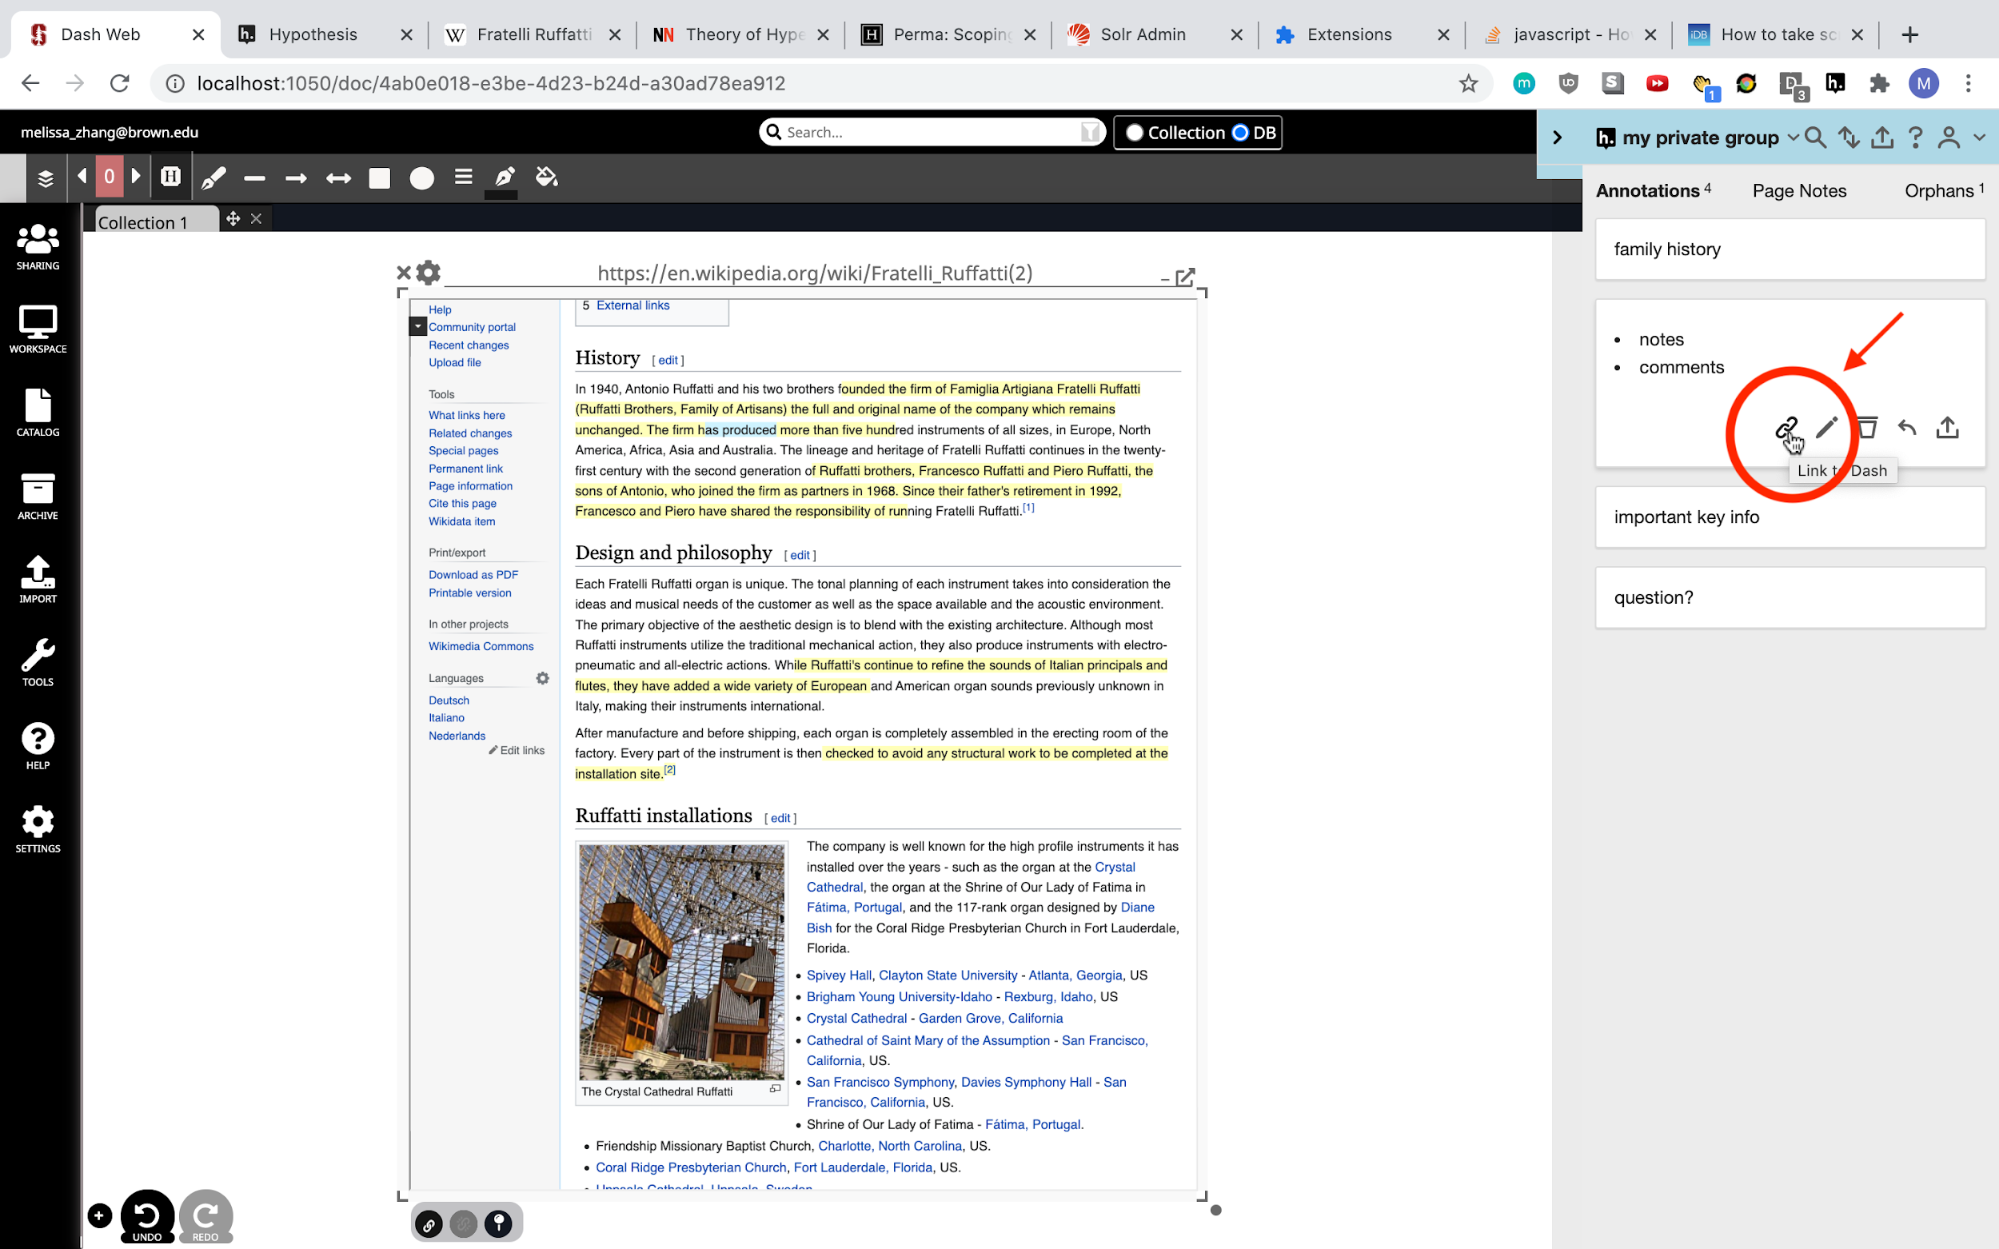 Dash Web
Hypothesis
Fratelli Ruffatti
Theory of Hype
Perma: Scoping
Solr Admin
Extensions
javascript - Ho
How to take sc
localhost:1050/doc/4ab0e018-e3be-4d23-b24d-a30ad78ea912
1
3
M
melissa_zhang@brown.edu
Search...
Collection
DB
my private group
0
Annotations 4
Page Notes
Orphans 1
Collection 1
SHARING
WORKSPACE
CATALOG
ARCHIVE
IMPORT
TOOLS
HELP
SETTINGS
https://en.wikipedia.org/wiki/Fratelli_Ruffatti(2)
Help
Community portal
Recent changes
Upload file
Tools
What links here
Related changes
Special pages
Permanent link
Page information
Cite this page
Wikidata item
Print/export
Download as PDF
Printable version
In other projects
Wikimedia Commons
Languages
Deutsch
Italiano
Nederlands
Edit links
5 External links
History [ edit ]
In 1940, Antonio Ruffatti and his two brothers founded the firm of Famiglia Artigiana Fratelli Ruffatti
(Ruffatti Brothers, Family of Artisans) the full and original name of the company which remains
unchanged. The firm has produced more than five hundred instruments of all sizes, in Europe, North
America, Africa, Asia and Australia. The lineage and heritage of Fratelli Ruffatti continues in the twenty-
first century with the second generation of Ruffatti brothers, Francesco Ruffatti and Piero Ruffatti, the
sons of Antonio, who joined the firm as partners in 1968. Since their father's retirement in 1992,
Francesco and Piero have shared the responsibility of running Fratelli Ruffatti.[1]
Design and philosophy [ edit ]
Each Fratelli Ruffatti organ is unique. The tonal planning of each instrument takes into consideration the
ideas and musical needs of the customer as well as the space available and the acoustic environment.
The primary objective of the aesthetic design is to blend with the existing architecture. Although most
Ruffatti instruments utilize the traditional mechanical action, they also produce instruments with electro-
pneumatic and all-electric actions. While Ruffatti's continue to refine the sounds of Italian principals and
flutes, they have added a wide variety of European and American organ sounds previously unknown in
Italy, making their instruments international.
After manufacture and before shipping, each organ is completely assembled in the erecting room of the
factory. Every part of the instrument is then checked to avoid any structural work to be completed at the
installation site.[2]
Ruffatti installations [ edit ]
The company is well known for the high profile instruments it has
installed over the years - such as the organ at the Crystal
Cathedral, the organ at the Shrine of Our Lady of Fatima in
Fátima, Portugal, and the 117-rank organ designed by Diane
Bish for the Coral Ridge Presbyterian Church in Fort Lauderdale,
Florida.
The Crystal Cathedral Ruffatti
• Spivey Hall, Clayton State University - Atlanta, Georgia, US
• Brigham Young University-Idaho - Rexburg, Idaho, US
• Crystal Cathedral - Garden Grove, California
• Cathedral of Saint Mary of the Assumption - San Francisco,
California, US.
• San Francisco Symphony, Davies Symphony Hall - San
Francisco, California, US.
• Shrine of Our Lady of Fatima - Fátima, Portugal.
• Friendship Missionary Baptist Church, Charlotte, North Carolina, US.
• Coral Ridge Presbyterian Church, Fort Lauderdale, Florida, US.
• Uppsala Cathedral, Uppsala, Sweden
family history
• notes
• comments
Link to Dash
important key info
question?
UNDO
REDO